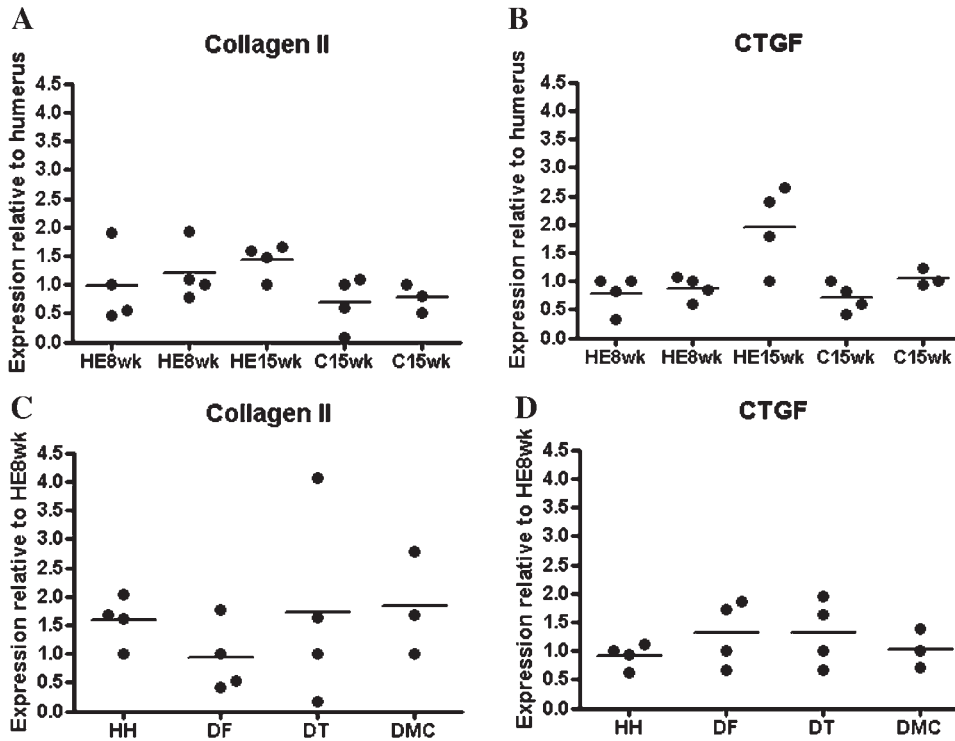 A
Collagen II
Expression relative to humerus
4.5
4.0
3.5
3.0
2.5
2.0
1.5
1.0
0.5
0.0
HE8wk HE8wk HE15wk C15wk C15wk
B
CTGF
Expression relative to humerus
4.5
4.0
3.5
3.0
2.5
2.0
1.5
1.0
0.5
0.0
HE8wk HE8wk HE15wk C15wk C15wk
C
Collagen II
Expression relative to HE8wk
4.5
4.0
3.5
3.0
2.5
2.0
1.5
1.0
0.5
0.0
HH DF DT DMC
D
CTGF
Expression relative to HE8wk
4.5
4.0
3.5
3.0
2.5
2.0
1.5
1.0
0.5
0.0
HH DF DT DMC